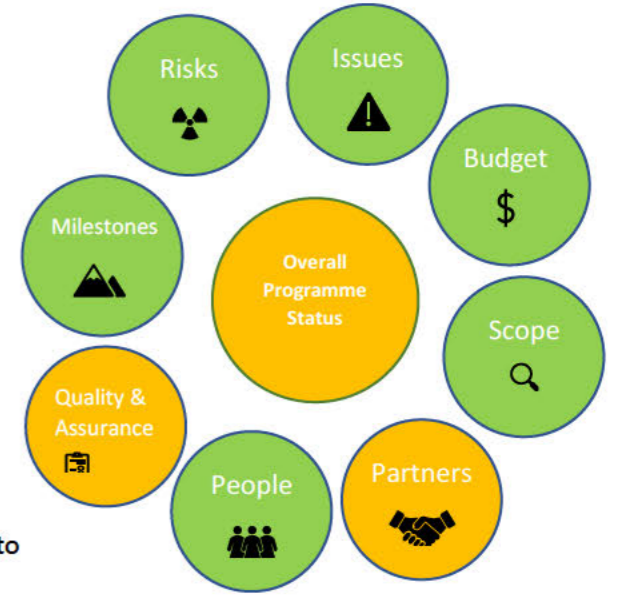 Risks
Issues
Budget
$
Milestones
Overall
Programme
Status
Scope
Quality &
Assurance
People
Partners
to